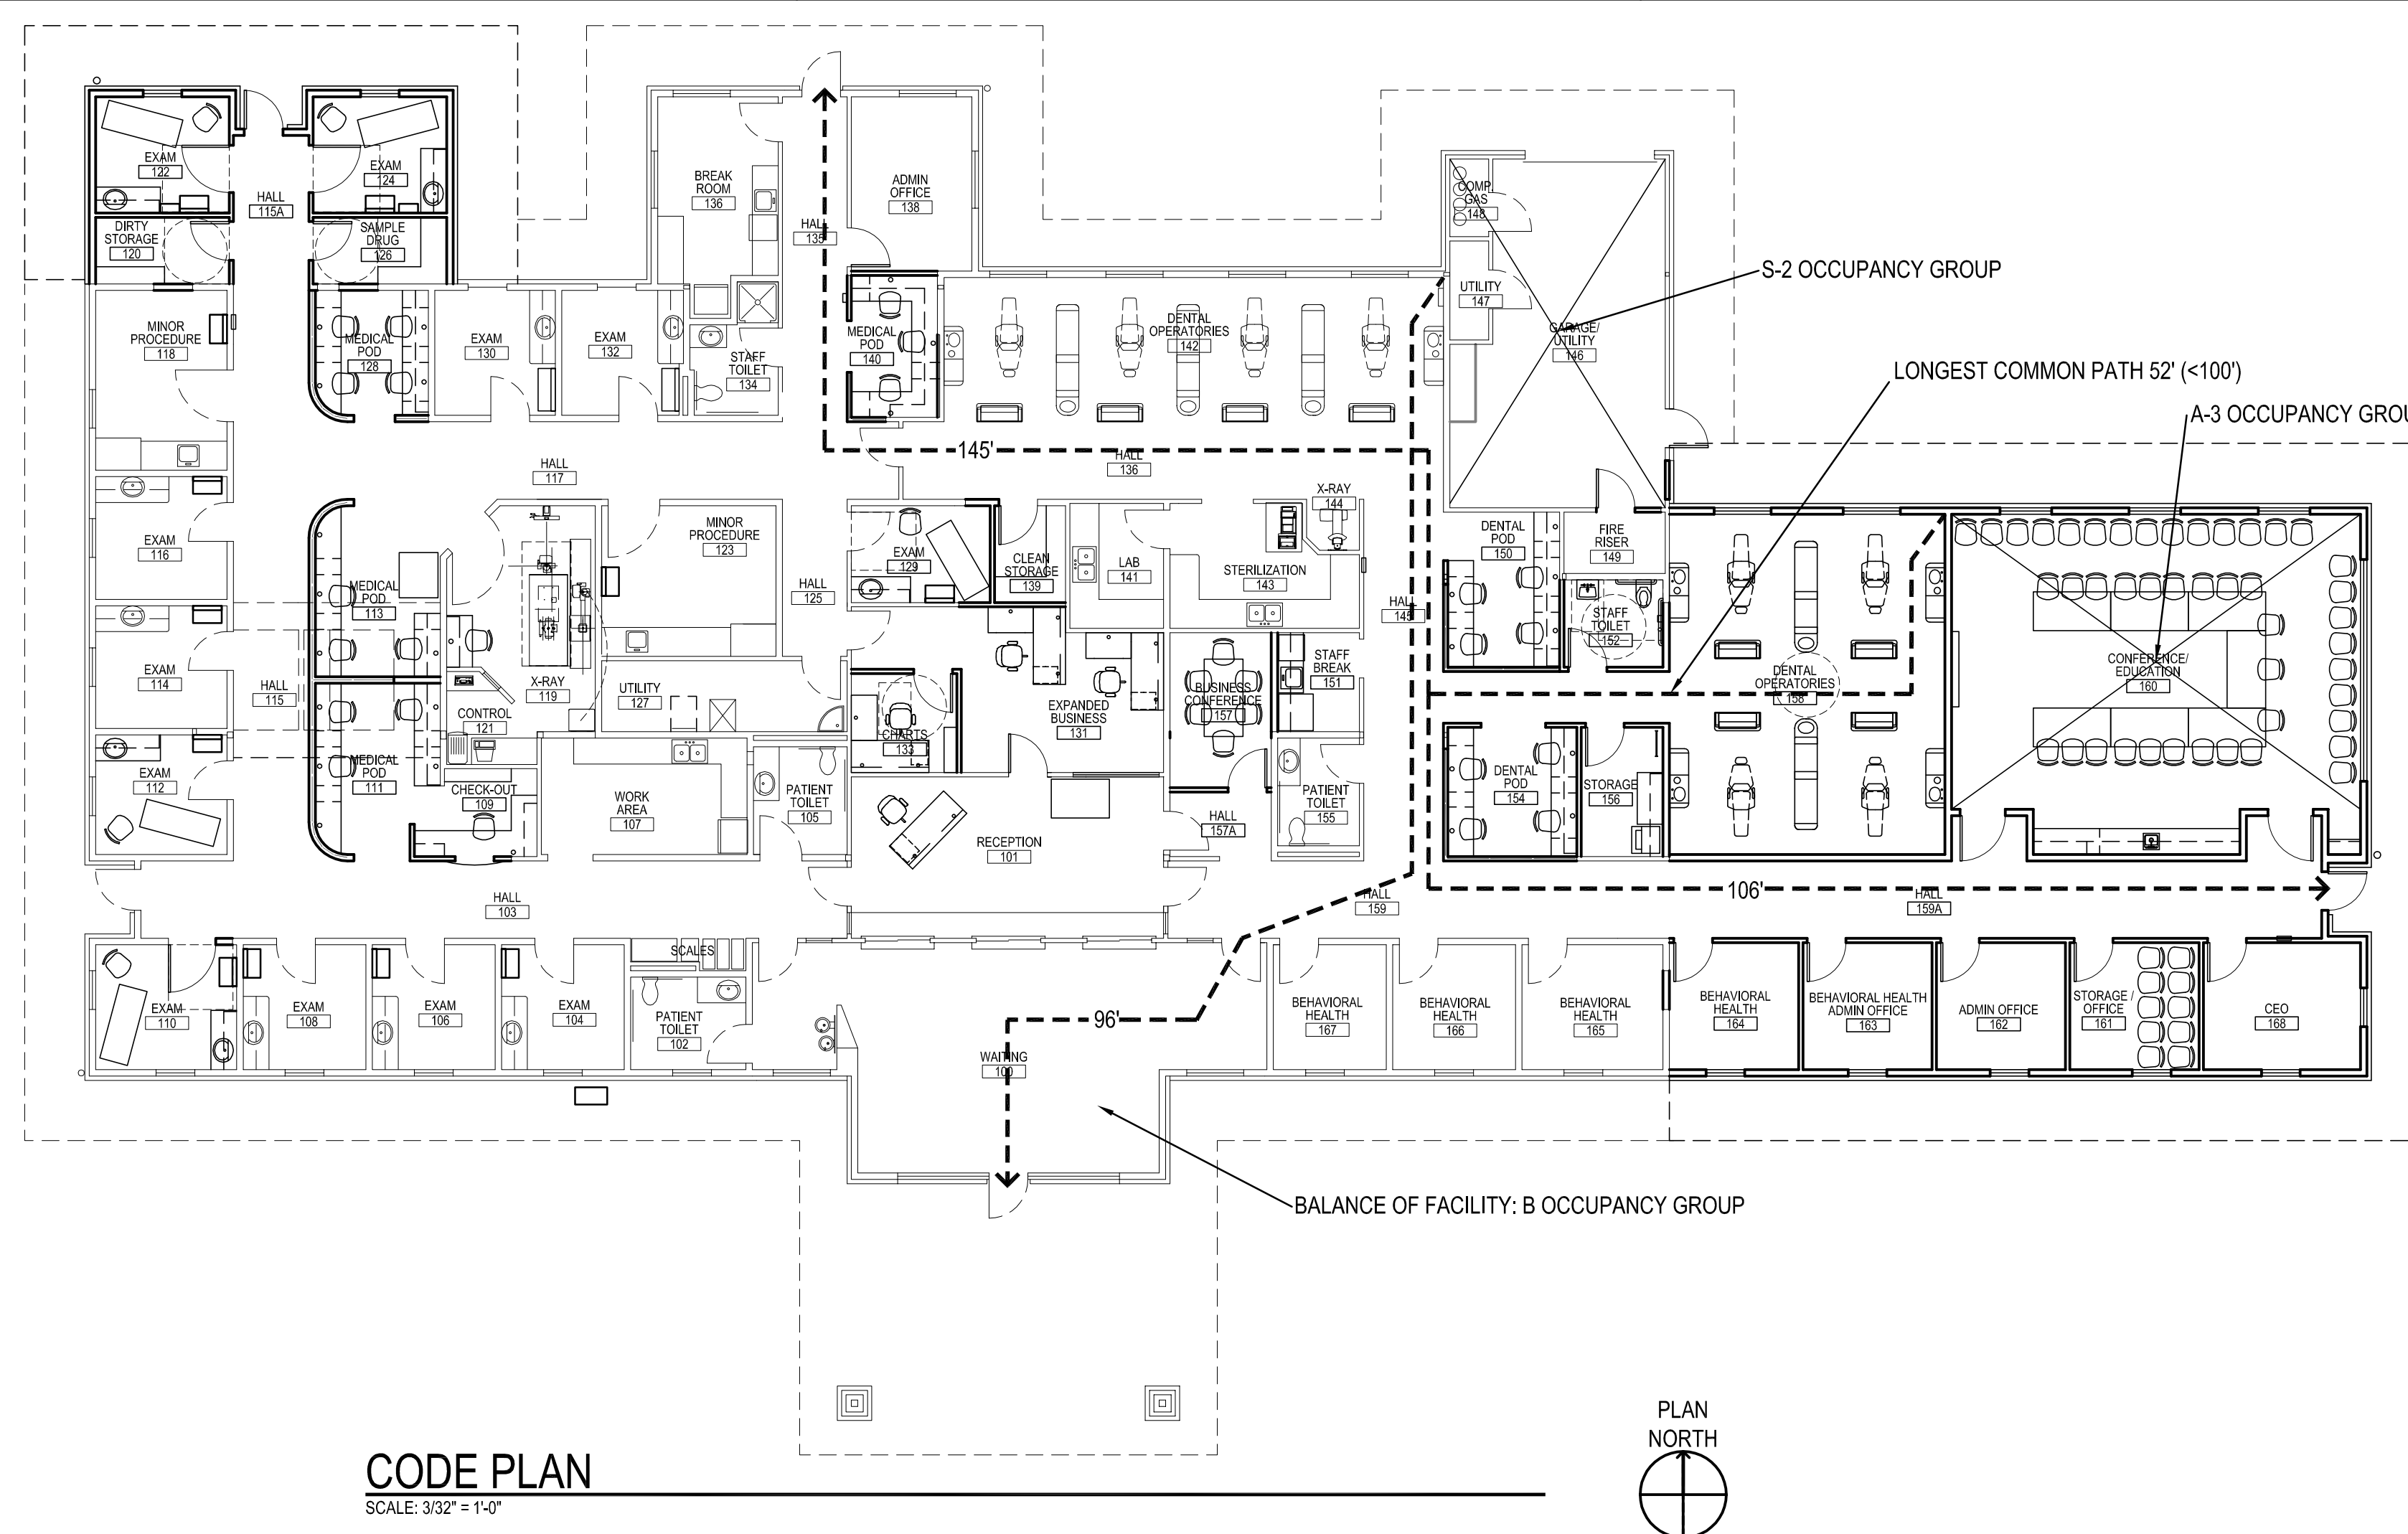 EXAM
122
HALL
115A
EXAM
124
DIRTY
STORAGE
120
SAMPLE
DRUG
126
BREAK
ROOM
136
HALL
135
ADMIN
OFFICE
138
COMP.
GAS
148
S-2 OCCUPANCY GROUP
UTILITY
147
GARAGE/
UTILITY
146
MINOR
PROCEDURE
118
MEDICAL
POD
128
EXAM
130
EXAM
132
STAFF
TOILET
134
MEDICAL
POD
140
DENTAL
OPERATORIES
142
LONGEST COMMON PATH 52' (<100')
A-3 OCCUPANCY GROU
145'
HALL
117
HALL
136
X-RAY
144
EXAM
116
MINOR
PROCEDURE
123
EXAM
129
CLEAN
STORAGE
139
LAB
141
STERILIZATION
143
DENTAL
POD
150
FIRE
RISER
149
HALL
125
HALL
145
MEDICAL
POD
113
STAFF
TOILET
152
EXAM
114
HALL
115
X-RAY
119
UTILITY
127
CONTROL
121
CHARTS
133
EXPANDED
BUSINESS
131
BUSINESS
CONFERENCE
157
STAFF
BREAK
151
DENTAL
OPERATORIES
158
CONFERENCE/
EDUCATION
160
EXAM
112
MEDICAL
POD
111
CHECK-OUT
109
WORK
AREA
107
PATIENT
TOILET
105
RECEPTION
101
HALL
157A
PATIENT
TOILET
155
DENTAL
POD
154
STORAGE
156
HALL
103
HALL
159
106'
HALL
159A
SCALES
EXAM
110
EXAM
108
EXAM
106
EXAM
104
PATIENT
TOILET
102
96'
WAITING
100
BEHAVIORAL
HEALTH
167
BEHAVIORAL
HEALTH
166
BEHAVIORAL
HEALTH
165
BEHAVIORAL
HEALTH
164
BEHAVIORAL HEALTH
ADMIN OFFICE
163
ADMIN OFFICE
162
STORAGE /
OFFICE
161
CEO
168
BALANCE OF FACILITY: B OCCUPANCY GROUP
PLAN
NORTH
CODE PLAN
SCALE: 3/32" = 1'-0"